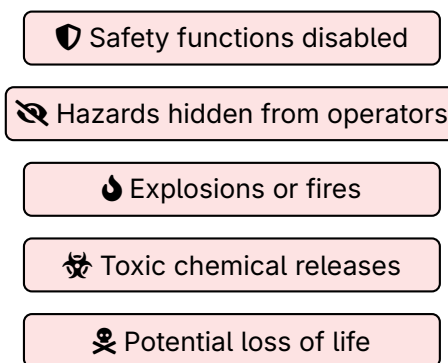 Safety functions disabled
Hazards hidden from operators
Explosions or fires
Toxic chemical releases
Potential loss of life